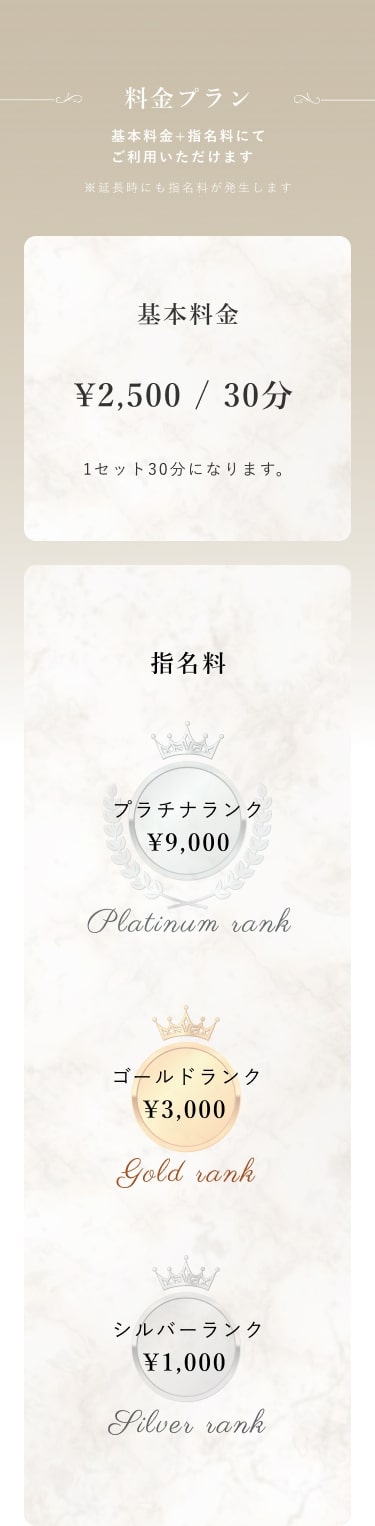 料金プラン
基本料金+指名料にて
ご利用いただけます
※延長時にも指名料が発生します
基本料金
¥2,500 / 30分
1セット30分になります。
指名料
プラチナランク
¥9,000
Platinum rank
ゴールドランク
¥3,000
Gold rank
シルバーランク
¥1,000
Silver rank